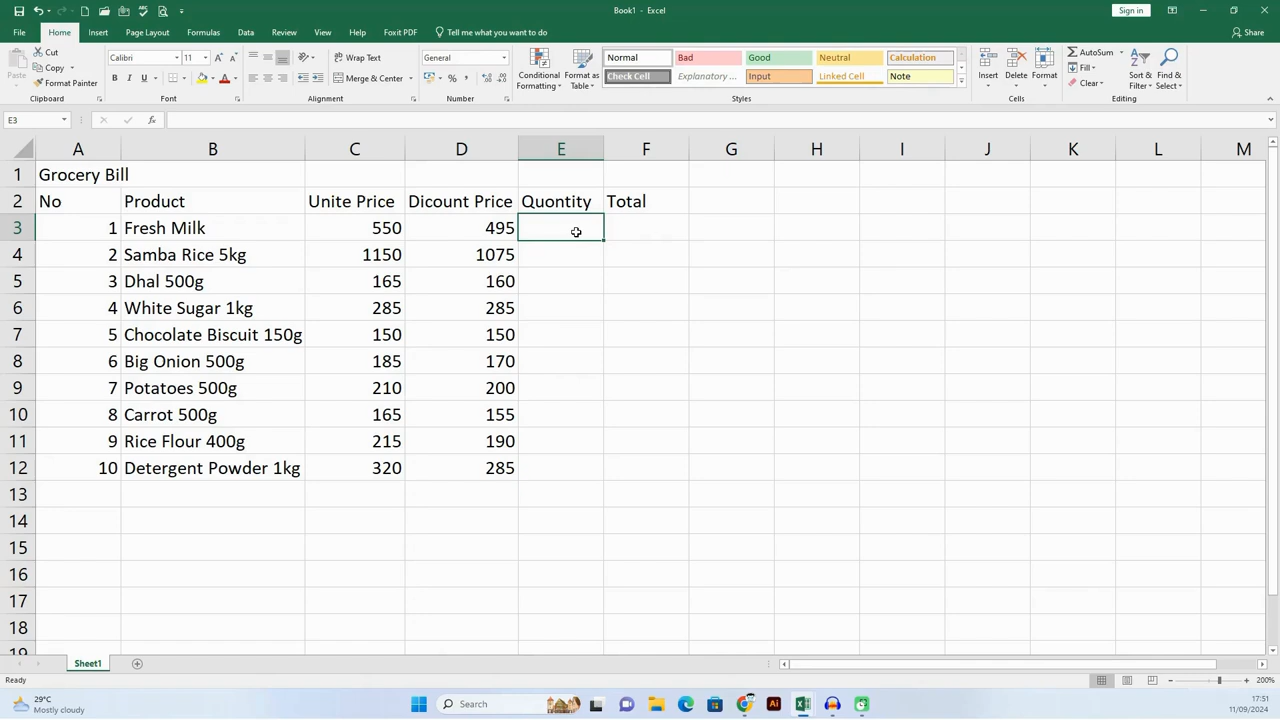 Book1 - Excel
Sign in
File Home Insert Draw Page Layout Formulas Data Review View Help Foxit PDF Tell me what you want to do Share
Cut
Copy
Format Painter
Paste
Clipboard
Calibri 11
B I U
Font
Wrap Text
Merge & Center
Alignment
General
Number
Conditional Formatting
Format as Table
Normal Bad Good Neutral Calculation
Check Cell Explanatory ... Input Linked Cell Note
Styles
Insert Delete Format
Cells
AutoSum
Fill
Clear
Sort & Filter
Find & Select
Editing
E3
A B C D E F G H I J K L M
1 Grocery Bill
2 No Product Unite Price Dicount Price Quontity Total
3 1 Fresh Milk 550 495
4 2 Samba Rice 5kg 1150 1075
5 3 Dhal 500g 165 160
6 4 White Sugar 1kg 285 285
7 5 Chocolate Biscuit 150g 150 150
8 6 Big Onion 500g 185 170
9 7 Potatoes 500g 210 200
10 8 Carrot 500g 165 155
11 9 Rice Flour 400g 215 190
12 10 Detergent Powder 1kg 320 285
13
14
15
16
17
18
19
Sheet1
Ready
200%
29°C
Mostly cloudy
Search
17:51
11/09/2024